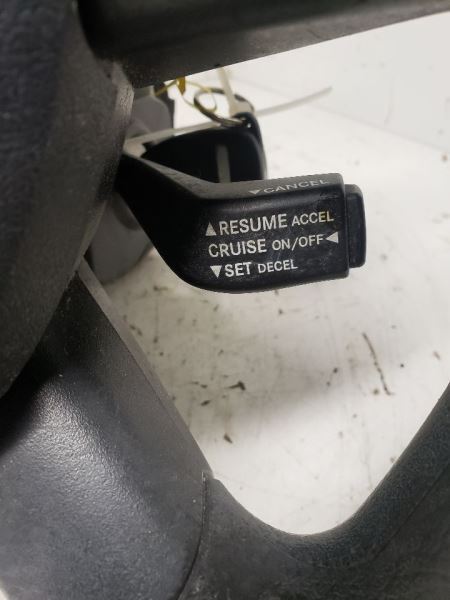 ▼CANCEL
▲RESUME ACCEL
CRUISE ON/OFF◀
▼SET DECEL